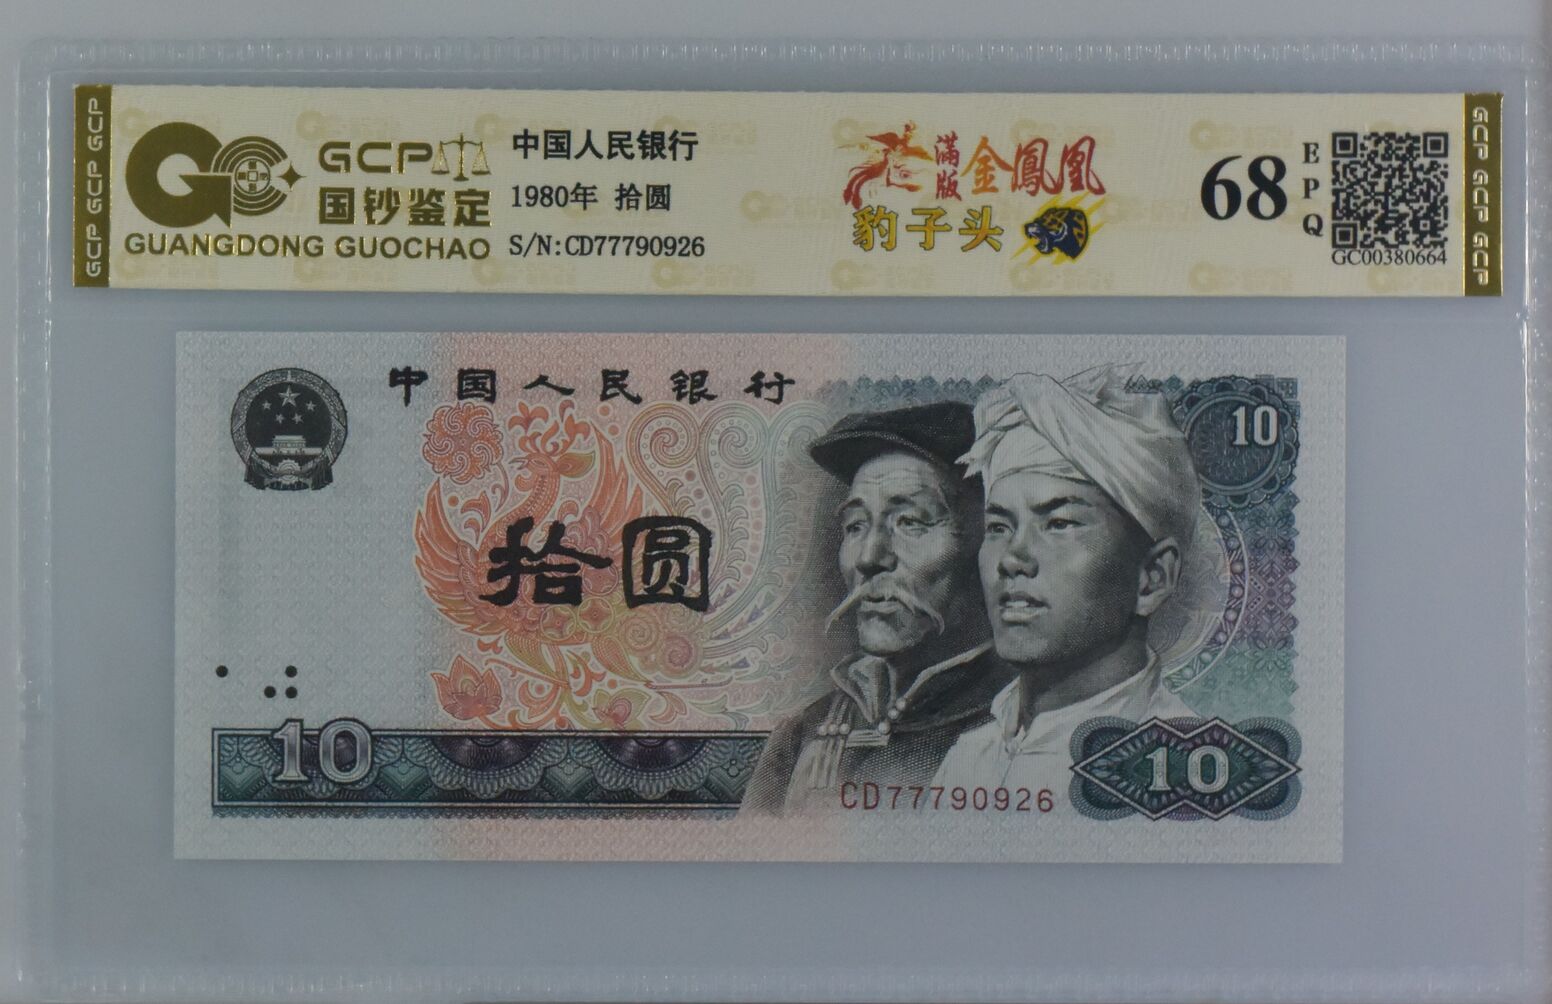 GCP GCP GCP
GCP
国钞鉴定
GUANGDONG GUOCHAO
中国人民银行
1980年 拾圆
S/N:CD77790926
满版 金鳳凰
豹子头
68
EPQ
GC00380664
GCP GCP GCP
中国人民银行
10
拾圆
10
10
CD77790926